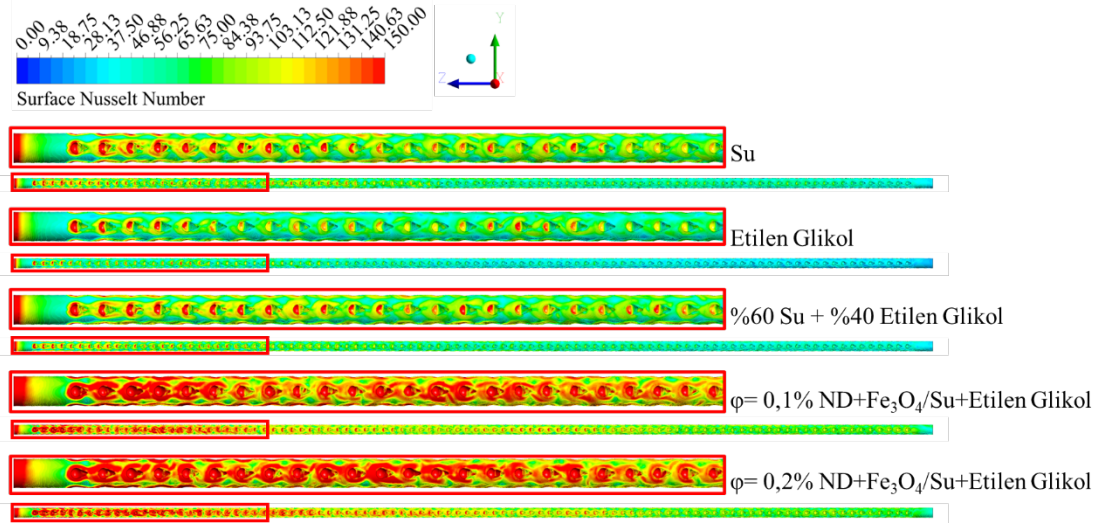 0.00
9.38
18.75
28.13
37.50
46.88
56.25
65.63
75.00
84.38
93.75
103.13
112.50
121.88
131.25
140.63
150.00
Surface Nusselt Number
Y
Z
X
Su
Etilen Glikol
%60 Su + %40 Etilen Glikol
φ= 0,1% ND+Fe₃O₄/Su+Etilen Glikol
φ= 0,2% ND+Fe₃O₄/Su+Etilen Glikol